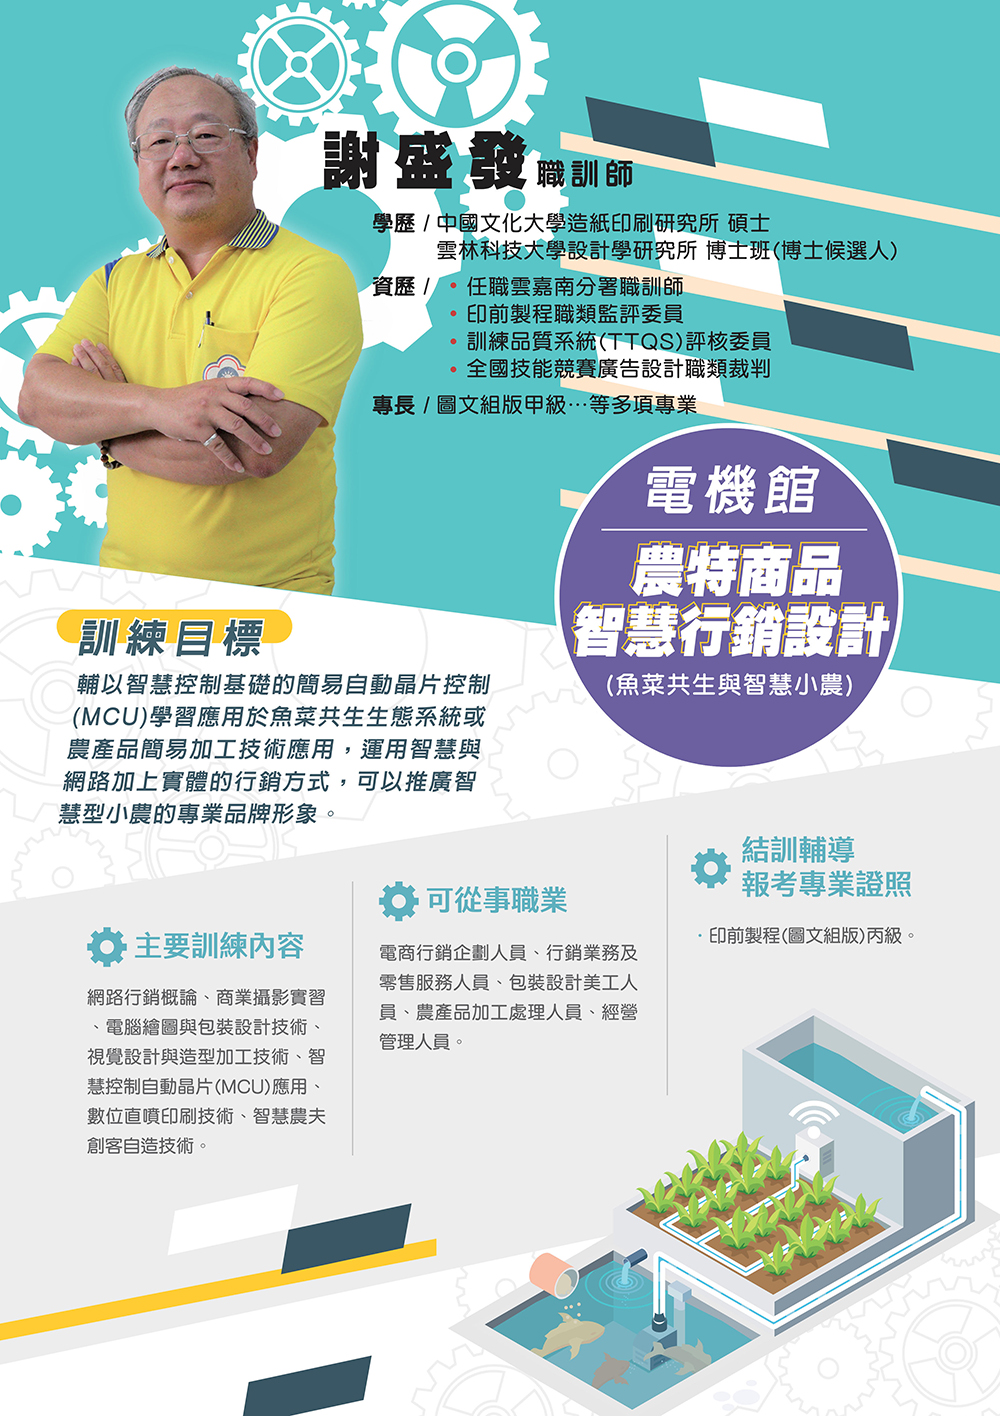 謝盛發 職訓師
學歷 / 中國文化大學造紙印刷研究所 碩士
雲林科技大學設計學研究所 博士班(博士候選人)
資歷 / • 任職雲嘉南分署職訓師
• 印前製程職類監評委員
• 訓練品質系統(TTQS)評核委員
• 全國技能競賽廣告設計職類裁判
專長 / 圖文組版甲級…等多項專業
電機館
農特商品
智慧行銷設計
(魚菜共生與智慧小農)
訓練目標
輔以智慧控制基礎的簡易自動晶片控制
(MCU)學習應用於魚菜共生生態系統或
農產品簡易加工技術應用，運用智慧與
網路加上實體的行銷方式，可以推廣智
慧型小農的專業品牌形象。
主要訓練內容
網路行銷概論、商業攝影實習
、電腦繪圖與包裝設計技術、
視覺設計與造型加工技術、智
慧控制自動晶片(MCU)應用、
數位直噴印刷技術、智慧農夫
創客自造技術。
可從事職業
電商行銷企劃人員、行銷業務及
零售服務人員、包裝設計美工人
員、農產品加工處理人員、經營
管理人員。
結訓輔導
報考專業證照
・印前製程(圖文組版)丙級。